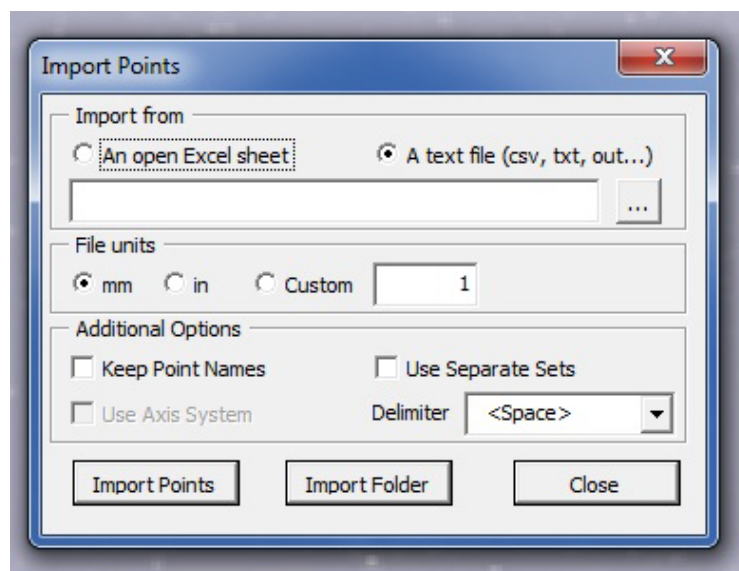 Import Points
X
Import from
An open Excel sheet
A text file (csv, txt, out...)
...
File units
mm
in
Custom
1
Additional Options
Keep Point Names
Use Separate Sets
Use Axis System
Delimiter
<Space>
Import Points
Import Folder
Close